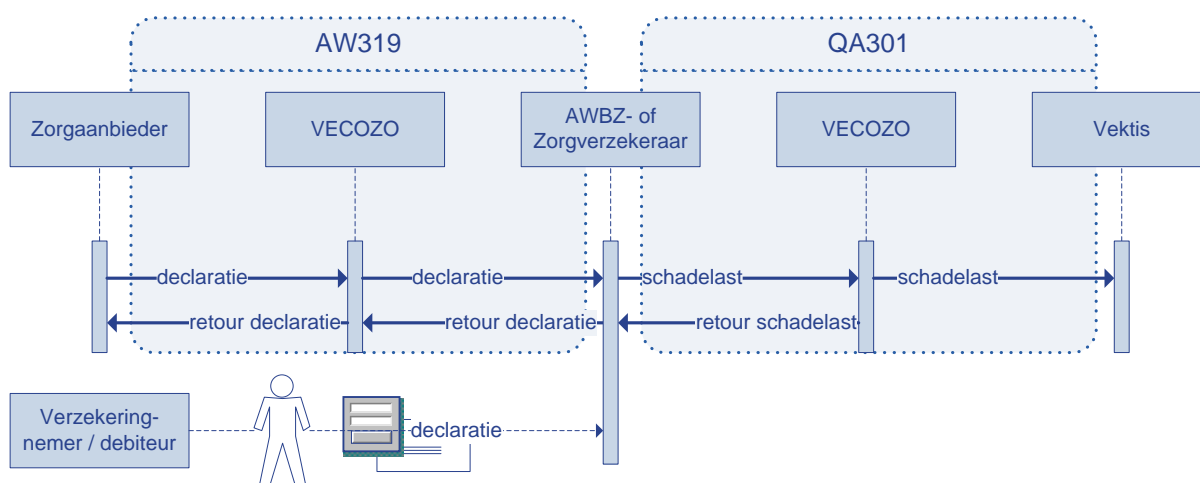 AW319
QA301
Zorgaanbieder
VECOZO
AWBZ- of
Zorgverzekeraar
VECOZO
Vektis
declaratie
declaratie
schadelast
schadelast
retour declaratie
retour declaratie
retour schadelast
Verzekering-
nemer / debiteur
declaratie